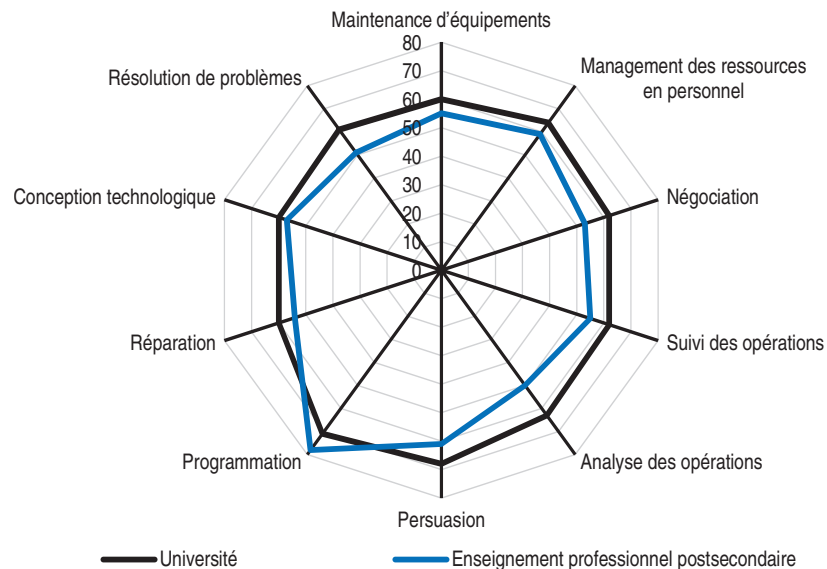 Maintenance d'équipements
80
70
60
50
40
30
20
10
0
Management des ressources
en personnel
Négociation
Suivi des opérations
Analyse des opérations
Persuasion
Programmation
Réparation
Conception technologique
Résolution de problèmes
Université
Enseignement professionnel postsecondaire